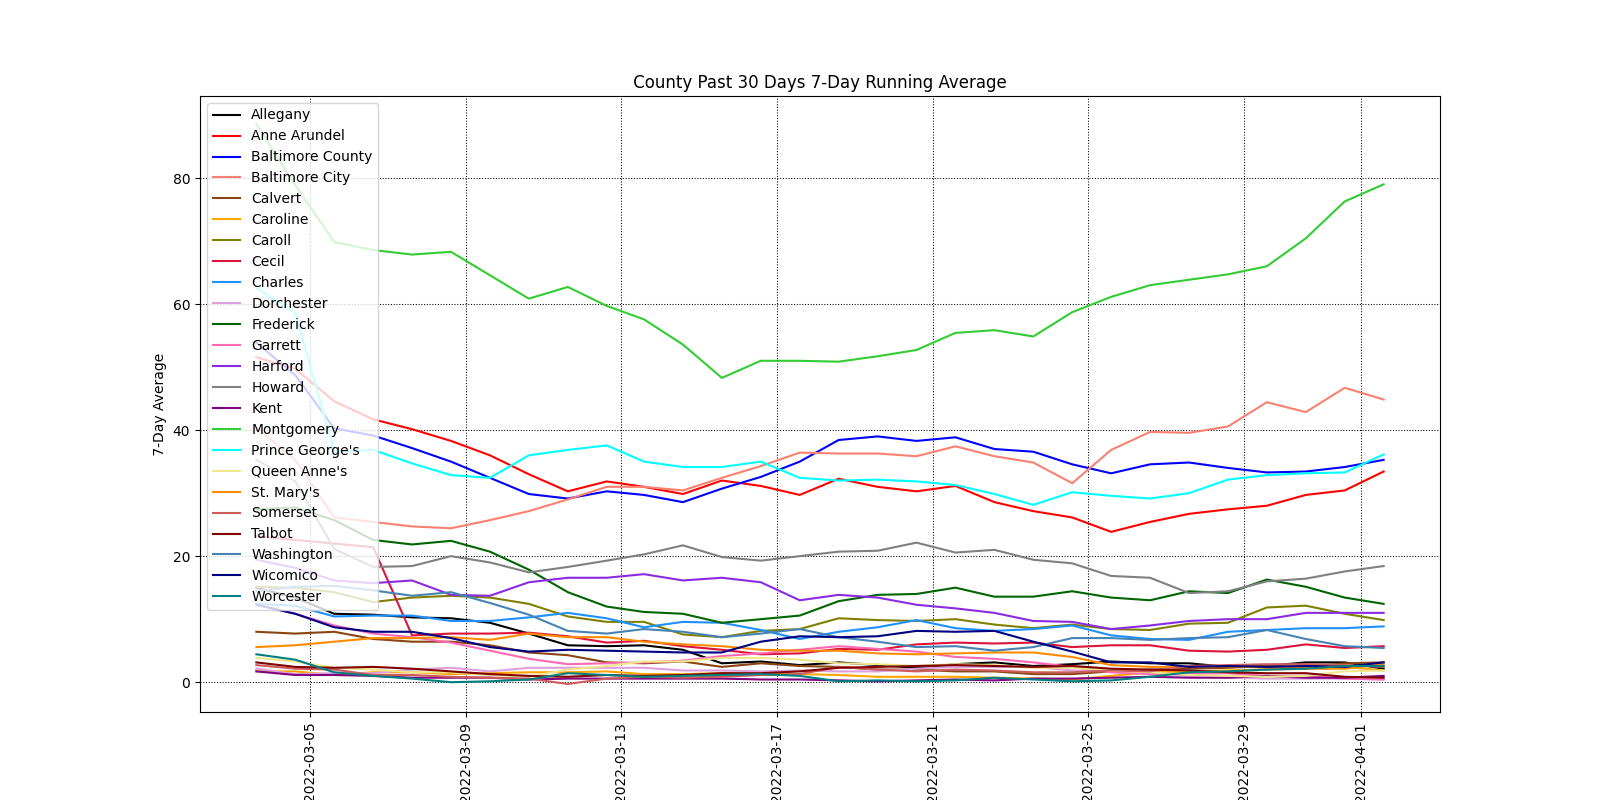 County Past 30 Days 7-Day Running Average
Allegany
Anne Arundel
Baltimore County
Baltimore City
Calvert
Caroline
Caroll
Cecil
Charles
Dorchester
Frederick
Garrett
Harford
Howard
Kent
Montgomery
Prince George's
Queen Anne's
St. Mary's
Somerset
Talbot
Washington
Wicomico
Worcester
7-Day Average
80
60
40
20
0
2022-03-05
2022-03-09
2022-03-13
2022-03-17
2022-03-21
2022-03-25
2022-03-29
2022-04-01